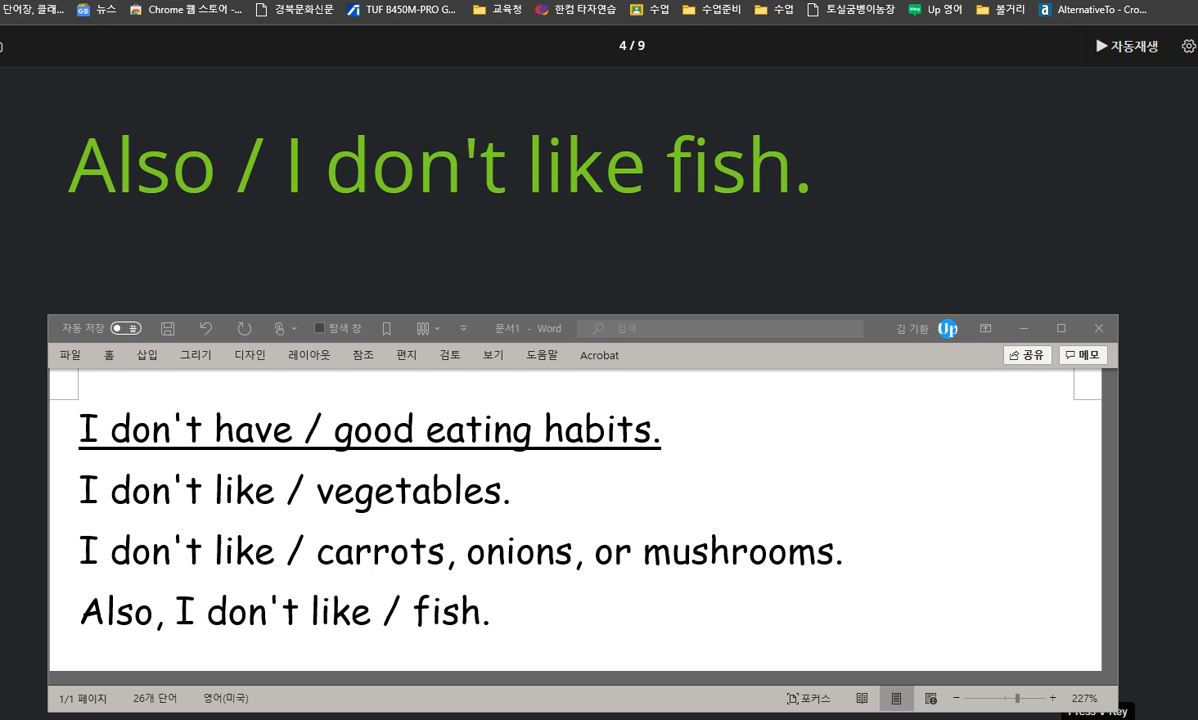 단어장, 클래... 뉴스 Chrome 웹 스토어 -... 경북문화신문 TUF B450M-PRO G... 교육청 한컴 타자연습 수업 수업준비 수업 토실굼벵이농장 Up 영어 볼거리 AlternativeTo - Cro...
4 / 9 ▶ 자동재생
Also / I don't like fish.
자동 저장 끔 탐색 창 문서1 - Word 검색 김 기환 Up
파일 홈 삽입 그리기 디자인 레이아웃 참조 편지 검토 보기 도움말 Acrobat 공유 메모
I don't have / good eating habits.
I don't like / vegetables.
I don't like / carrots, onions, or mushrooms.
Also, I don't like / fish.
1/1 페이지 26개 단어 영어(미국) 포커스 227%